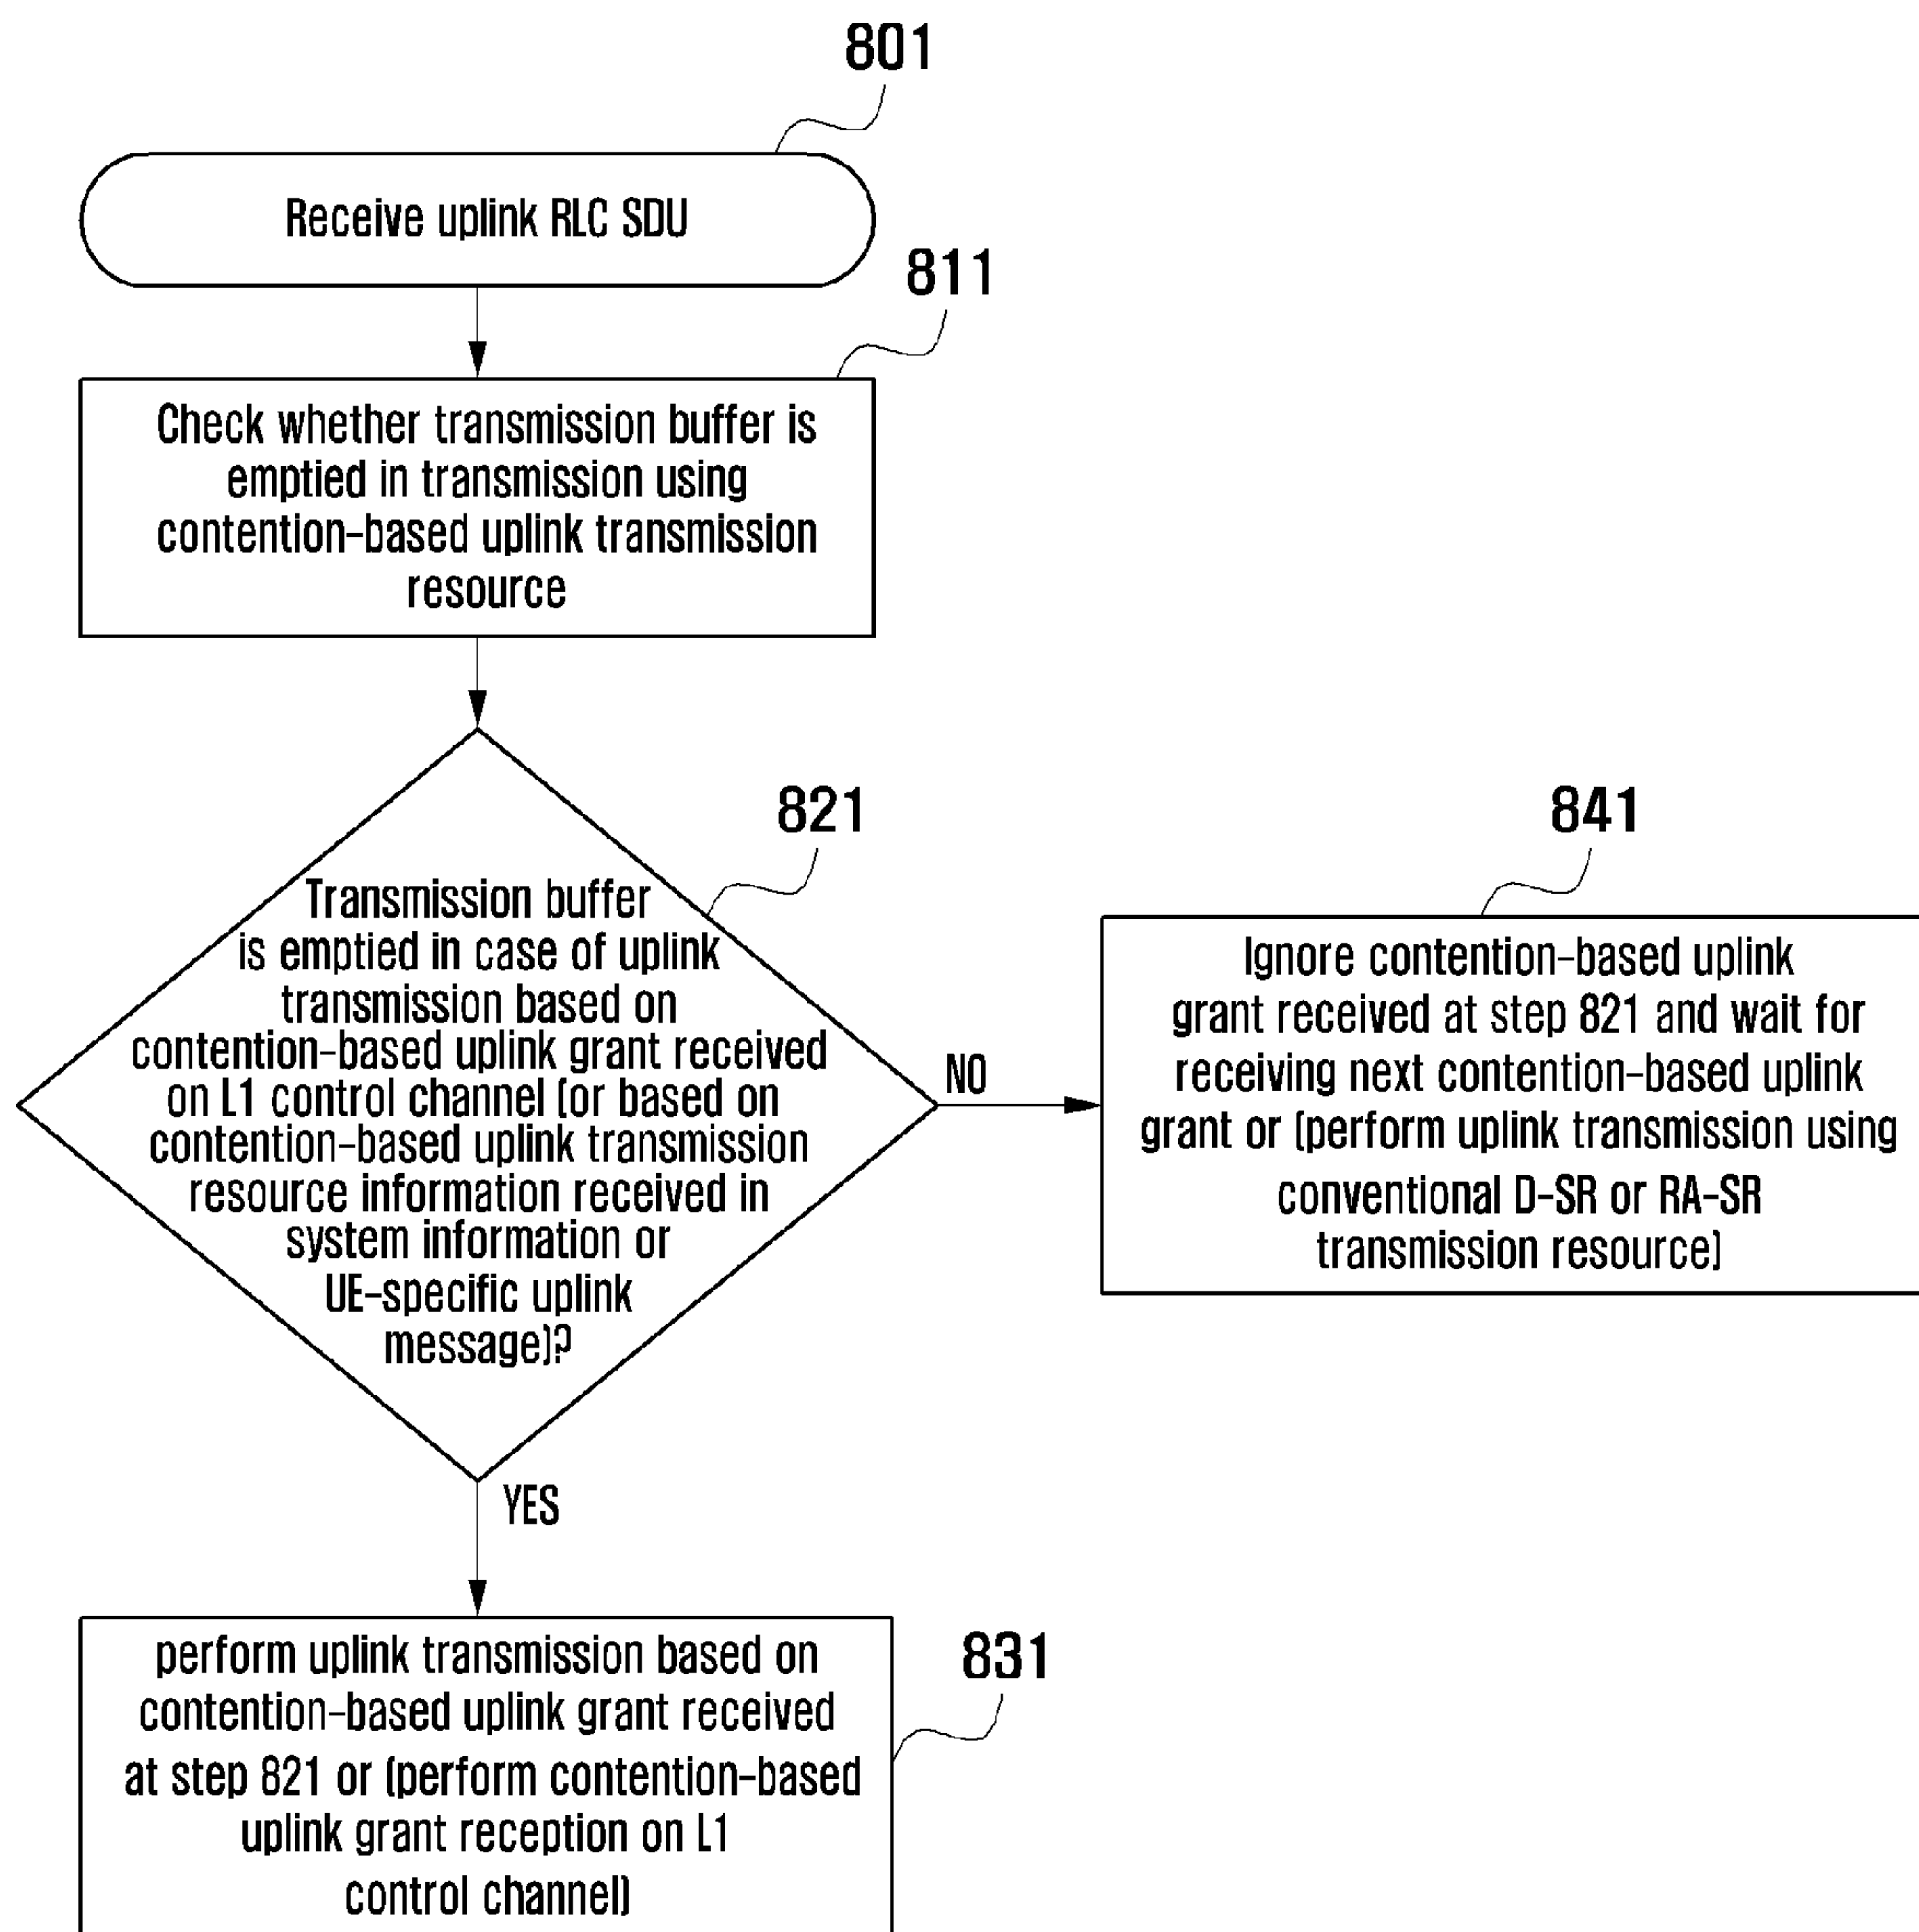 801
Receive uplink RLC SDU
811
Check whether transmission buffer is
emptied in transmission using
contention-based uplink transmission
resource
821
Transmission buffer
is emptied in case of uplink
transmission based on
contention-based uplink grant received
on L1 control channel (or based on
contention-based uplink transmission
resource information received in
system information or
UE-specific uplink
message)?
NO
841
Ignore contention-based uplink
grant received at step 821 and wait for
receiving next contention-based uplink
grant or (perform uplink transmission using
conventional D-SR or RA-SR
transmission resource)
YES
perform uplink transmission based on
contention-based uplink grant received
at step 821 or (perform contention-based
uplink grant reception on L1
control channel)
831